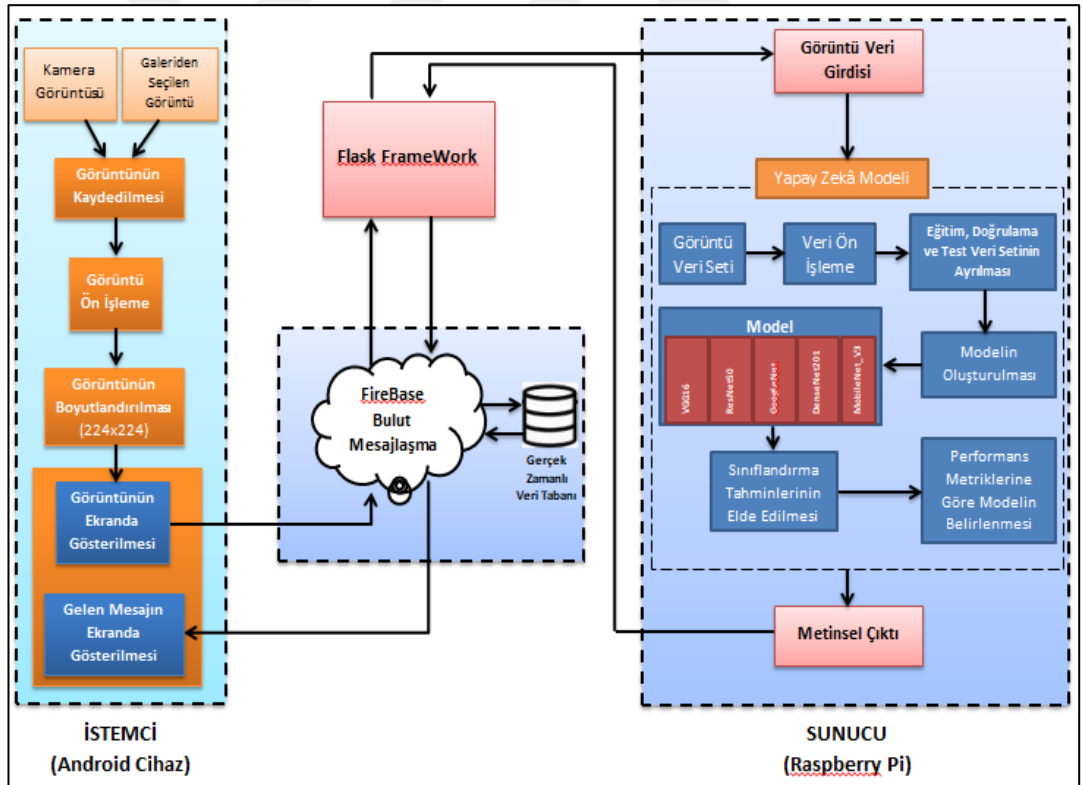 Kamera
Görüntüsü
Galeriden
Seçilen
Görüntü
Görüntünün
Kaydedilmesi
Görüntü
Ön İşleme
Görüntünün
Boyutlandırılması
(224x224)
Görüntünün
Ekranda
Gösterilmesi
Gelen Mesajın
Ekranda
Gösterilmesi
İSTEMCİ
(Android Cihaz)
Flask FrameWork
FireBase
Bulut
Mesajlaşma
Gerçek
Zamanlı
Veri Tabanı
Görüntü Veri
Girdisi
Yapay Zekâ Modeli
Görüntü
Veri Seti
Veri Ön
İşleme
Eğitim, Doğrulama
ve Test Veri Setinin
Ayrılması
Modelin
Oluşturulması
Model
VGG16
ResNet50
GoogleNet
DenseNet201
MobileNet_V3
Sınıflandırma
Tahminlerinin
Elde Edilmesi
Performans
Metriklerine
Göre Modelin
Belirlenmesi
Metinsel Çıktı
SUNUCU
(Raspberry Pi)